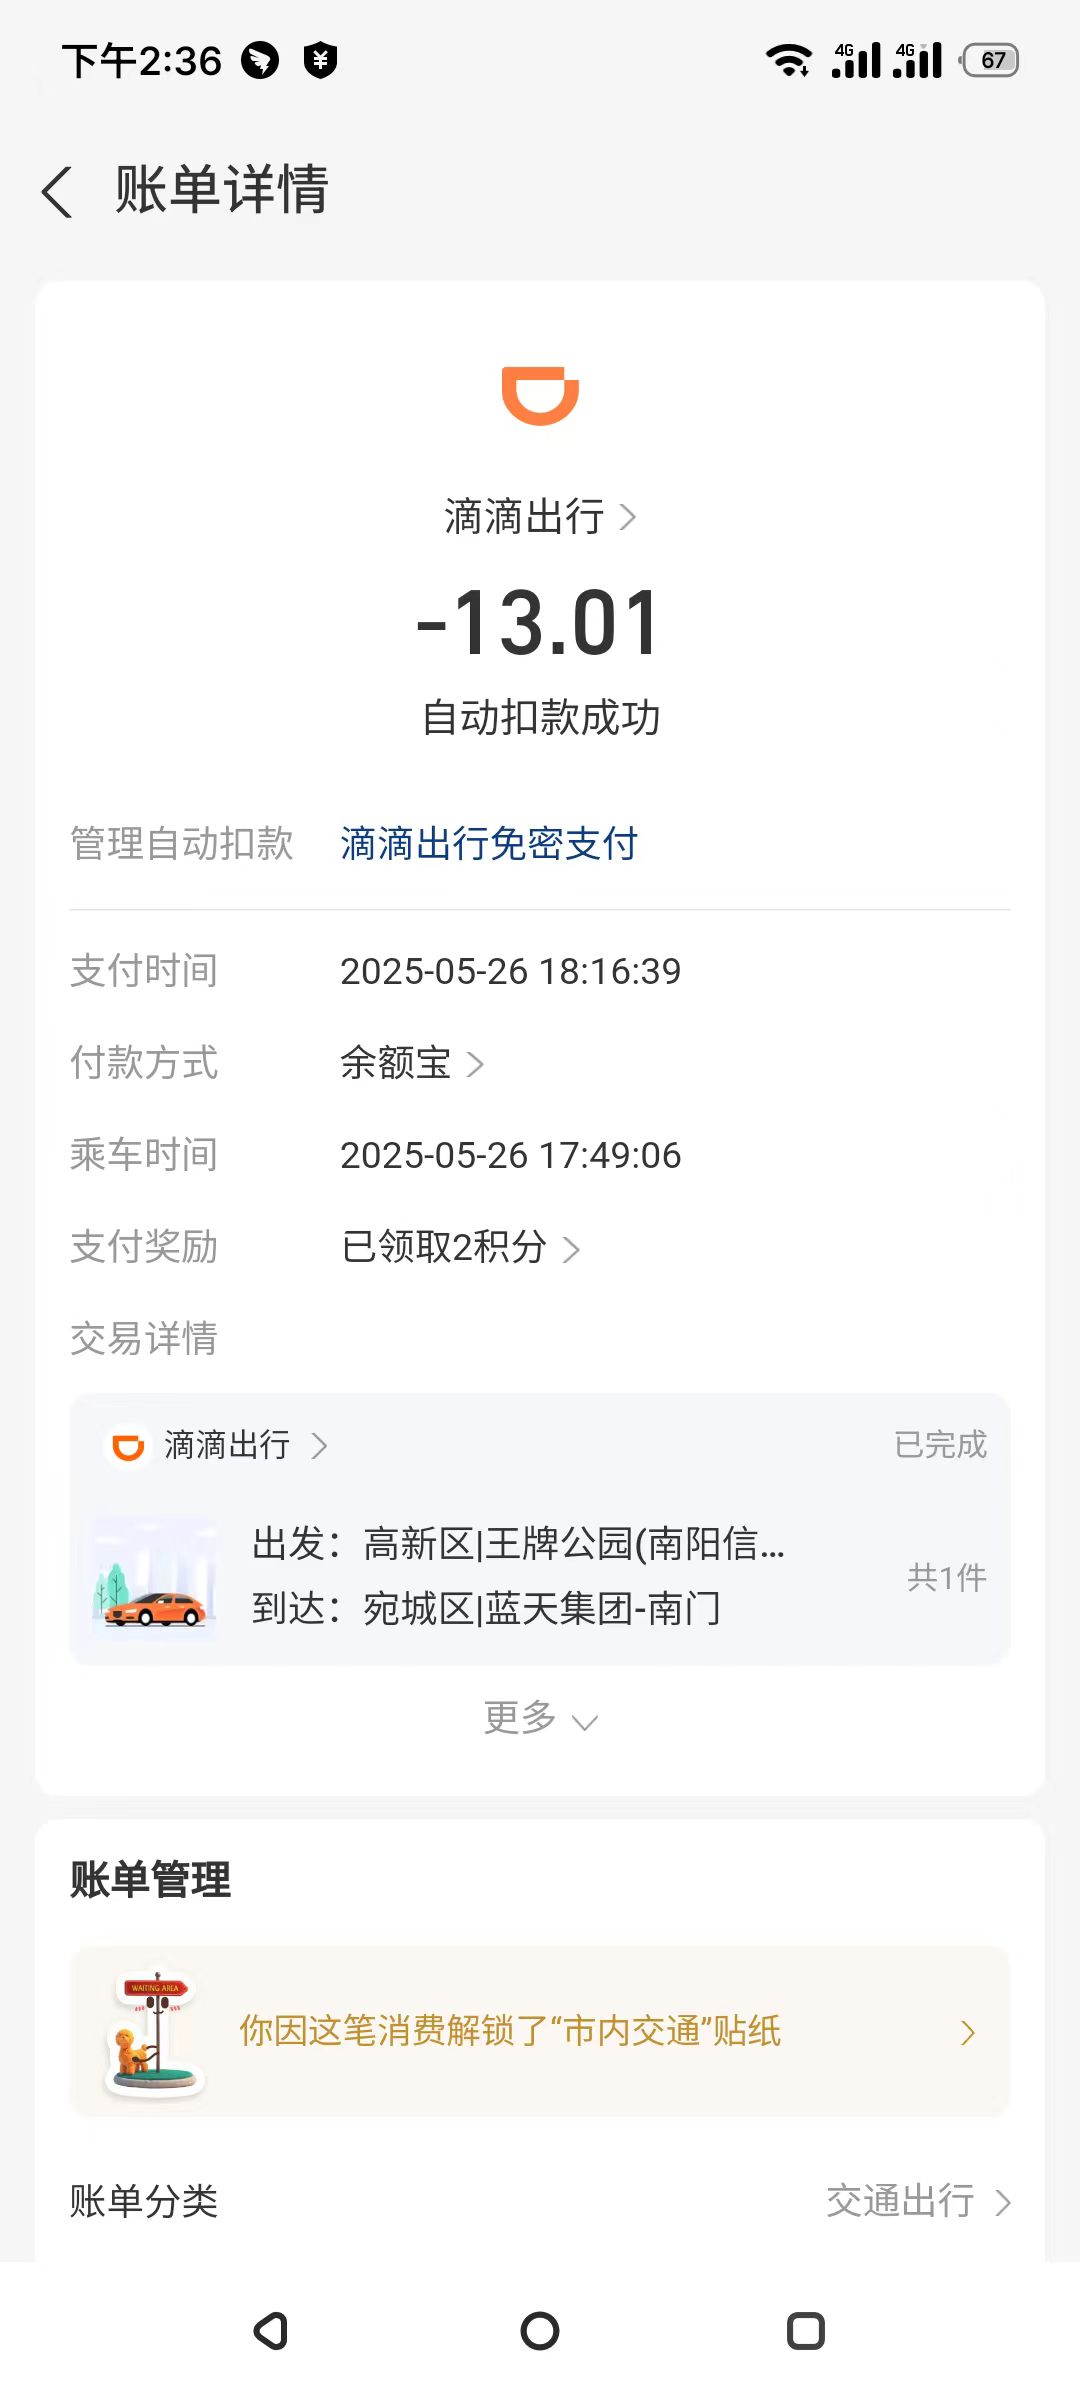 下午2:36
4G 4G 67
账单详情
滴滴出行
-13.01
自动扣款成功
管理自动扣款 滴滴出行免密支付
支付时间 2025-05-26 18:16:39
付款方式 余额宝
乘车时间 2025-05-26 17:49:06
支付奖励 已领取2积分
交易详情
滴滴出行 已完成
出发：高新区|王牌公园(南阳信...
到达：宛城区|蓝天集团-南门
共1件
更多
账单管理
WAITING AREA
你因这笔消费解锁了“市内交通”贴纸
账单分类 交通出行